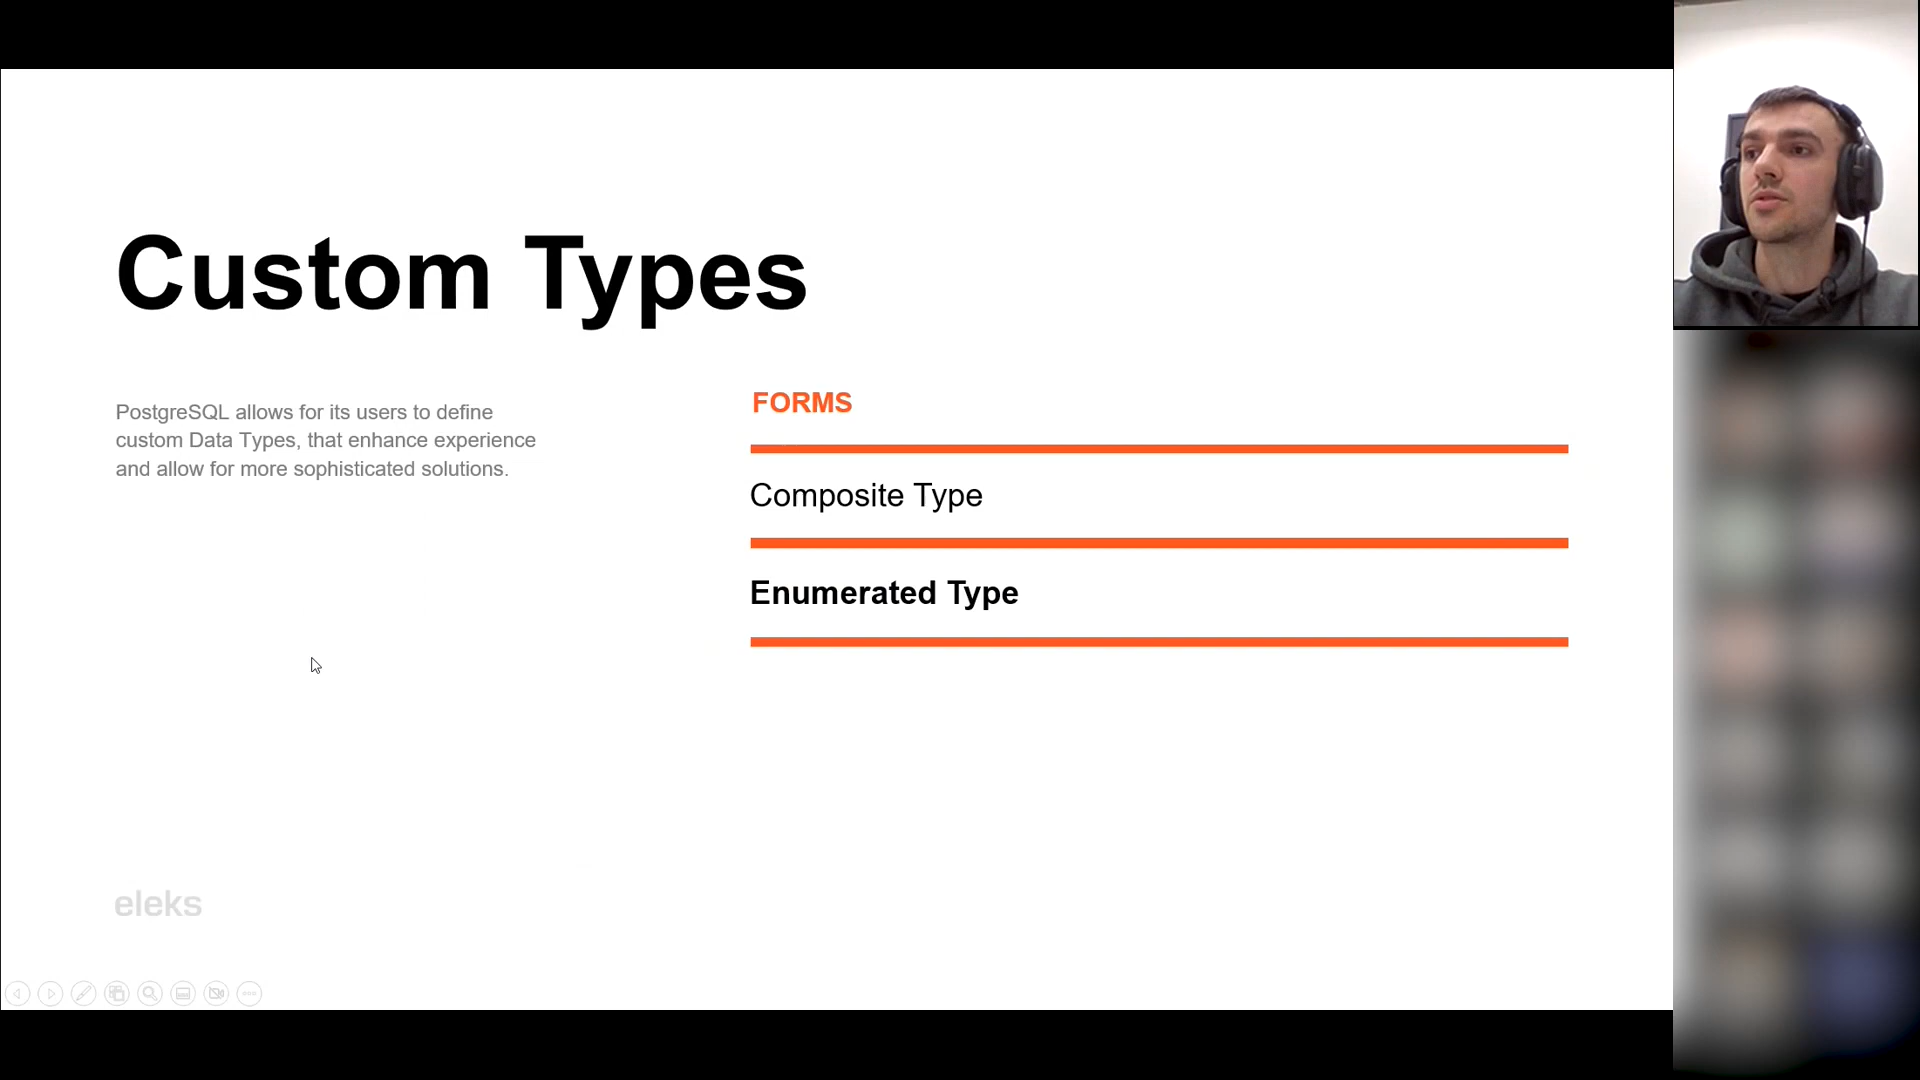 Custom Types
PostgreSQL allows for its users to define
custom Data Types, that enhance experience
and allow for more sophisticated solutions.
FORMS
Composite Type
Enumerated Type
eleks